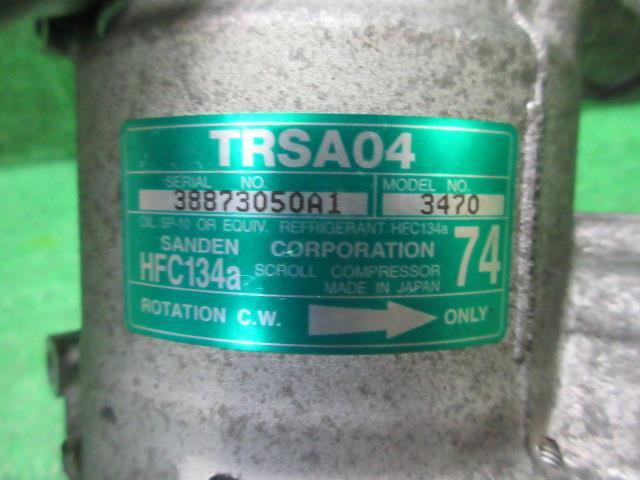 TRSA04
SERIAL NO. MODEL NO.
38873050A1 3470
OIL SP-10 OR EQUIV. REFRIGERANT:HFC134a
SANDEN CORPORATION 74
HFC134a SCROLL COMPRESSOR
MADE IN JAPAN
ROTATION C.W. ONLY